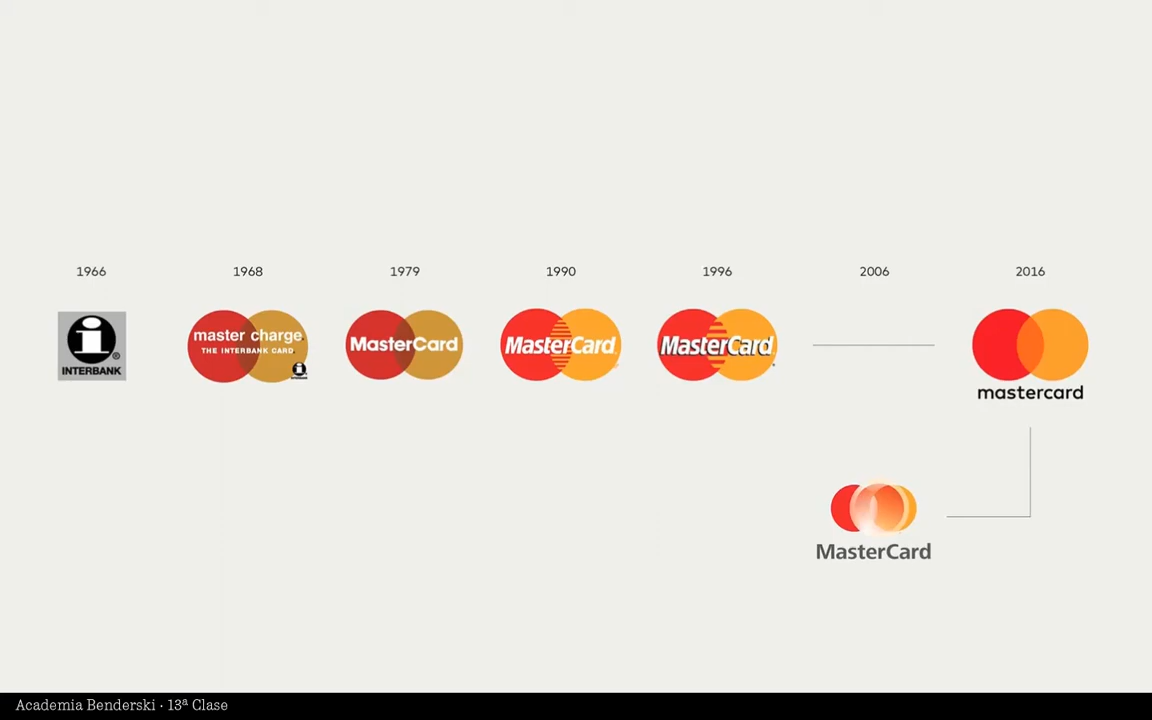 1966
1968
1979
1990
1996
2006
2016
i
®
INTERBANK
master charge
THE INTERBANK CARD.
i
INTERBANK
MasterCard
MasterCard
MasterCard
mastercard
MasterCard
Academia Benderski · 13ª Clase